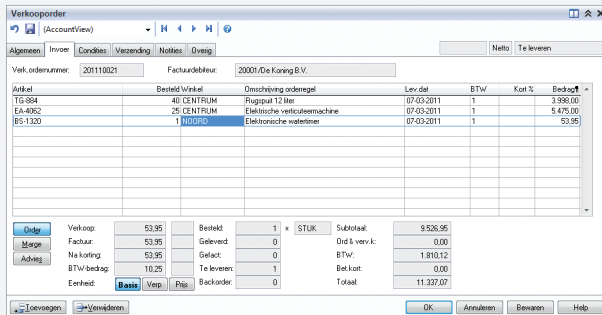 Verkooporder
(AccountView)
Algemeen Invoer Condities Verzending Notities Overig Netto Te leveren
Verk.ordernummer: 201110021 Factuurdebiteur: 20001/De Koning B.V.
Artikel Besteld Winkel Omschrijving orderregel Lev.dat BTW Kort % Bedrag¶
TG-884 40 CENTRUM Rugspuit 12 liter 07-03-2011 1 3.998,00
EA-4062 25 CENTRUM Elektrische verticuteermachine 07-03-2011 1 5.475,00
BS-1320 1 NOORD Elektronische watertimer 07-03-2011 1 53,95
Order Verkoop: 53,95 Besteld: 1 x STUK Subtotaal: 9.526,95
Marge Factuur: 53,95 Geleverd: 0 Ord & verv.k: 0,00
Advies Na korting: 53,95 Gefact: 0 BTW: 1.810,12
BTW-bedrag: 10,25 Te leveren: 1 Bet.kort: 0,00
Eenheid: Basis Verp Prijs Backorder: 0 Totaal: 11.337,07
Toevoegen Verwijderen OK Annuleren Bewaren Help